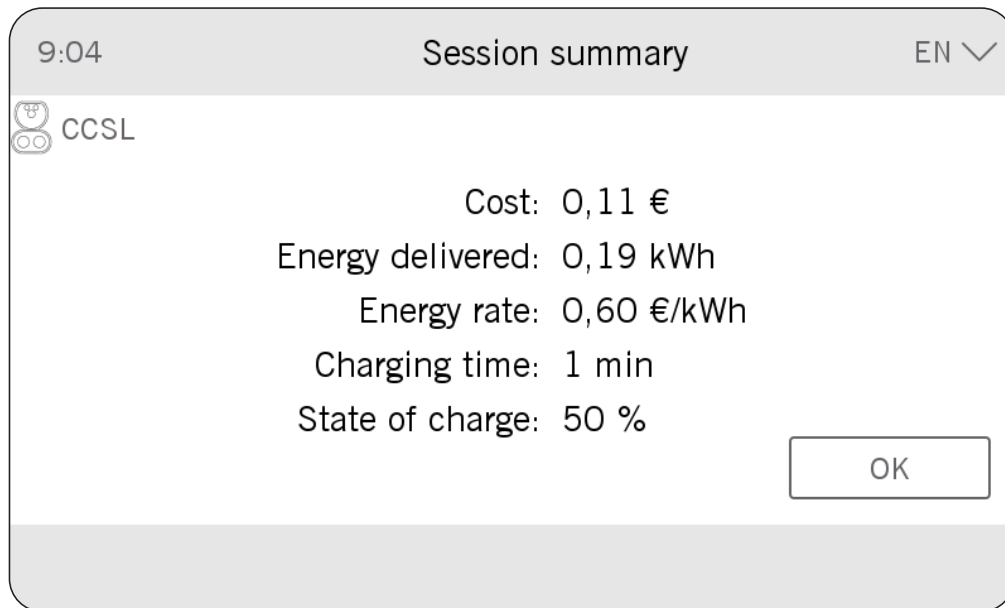 9:04 Session summary EN
CCSL
Cost: 0,11 €
Energy delivered: 0,19 kWh
Energy rate: 0,60 €/kWh
Charging time: 1 min
State of charge: 50 %
OK